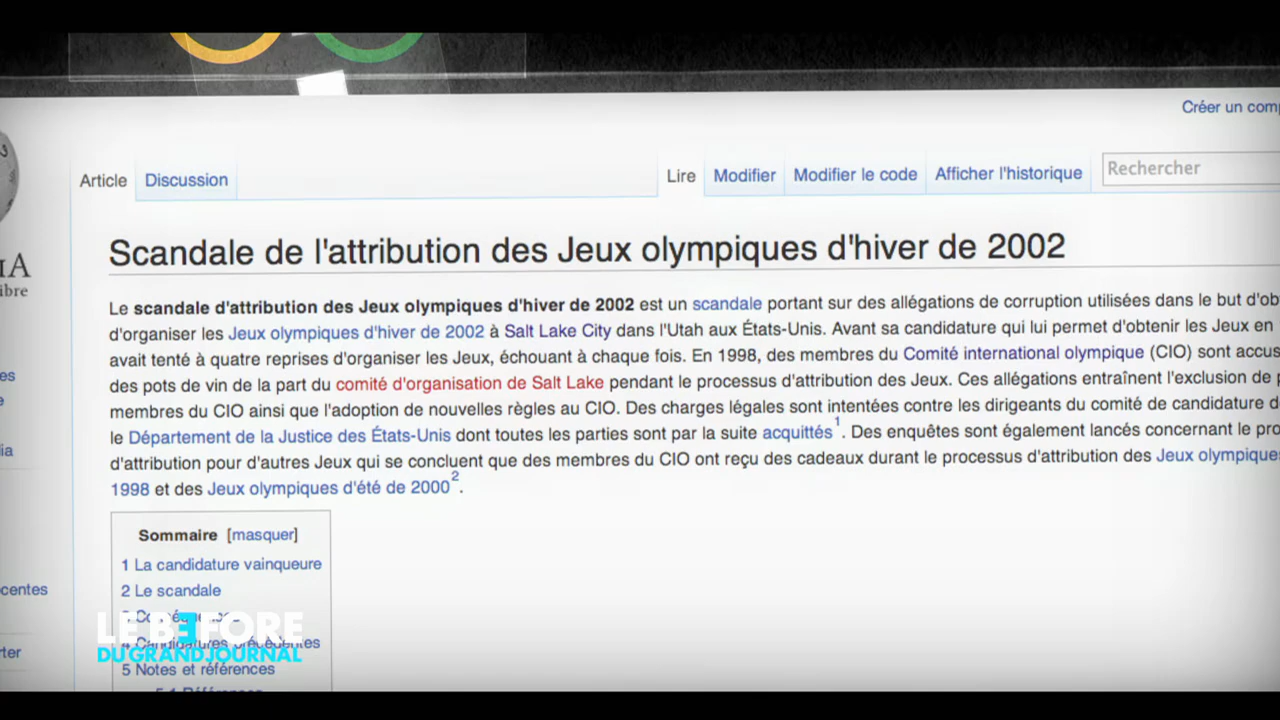 Créer un comp
Article Discussion Lire Modifier Modifier le code Afficher l'historique Rechercher
Scandale de l'attribution des Jeux olympiques d'hiver de 2002
IA
libre
Le scandale d'attribution des Jeux olympiques d'hiver de 2002 est un scandale portant sur des allégations de corruption utilisées dans le but d'ob
d'organiser les Jeux olympiques d'hiver de 2002 à Salt Lake City dans l'Utah aux États-Unis. Avant sa candidature qui lui permet d'obtenir les Jeux en
avait tenté à quatre reprises d'organiser les Jeux, échouant à chaque fois. En 1998, des membres du Comité international olympique (CIO) sont accus
des pots de vin de la part du comité d'organisation de Salt Lake pendant le processus d'attribution des Jeux. Ces allégations entraînent l'exclusion de p
membres du CIO ainsi que l'adoption de nouvelles règles au CIO. Des charges légales sont intentées contre les dirigeants du comité de candidature d
le Département de la Justice des États-Unis dont toutes les parties sont par la suite acquittés1. Des enquêtes sont également lancés concernant le pro
d'attribution pour d'autres Jeux qui se concluent que des membres du CIO ont reçu des cadeaux durant le processus d'attribution des Jeux olympique
1998 et des Jeux olympiques d'été de 20002.
es
e
ia
centes
rter
Sommaire [masquer]
1 La candidature vainqueure
2 Le scandale
4 Candidatures précédentes
5 Notes et références
LE BEFORE
DU GRAND JOURNAL